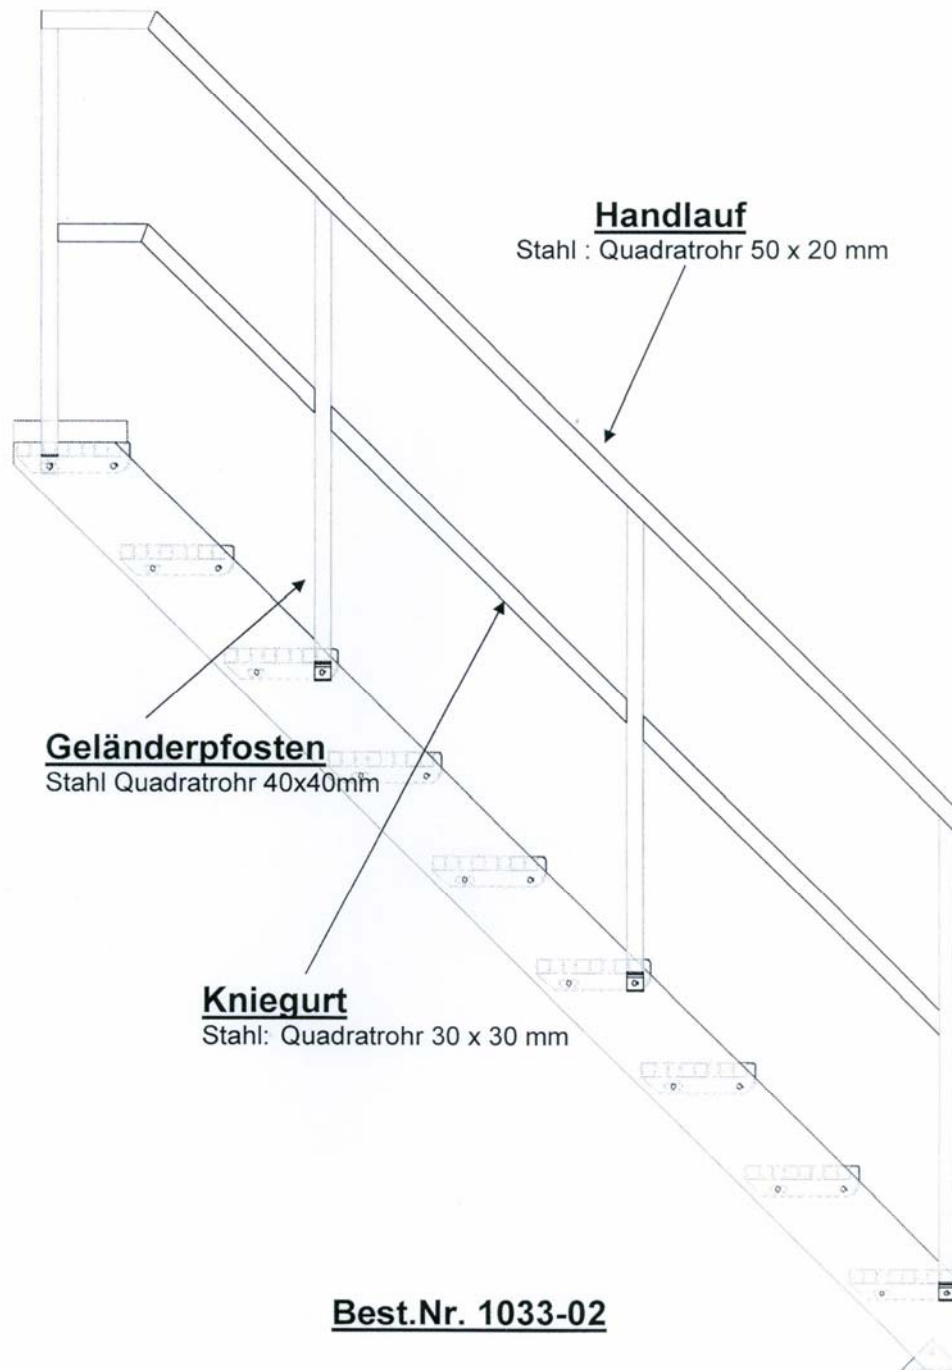 Handlauf
Stahl : Quadratrohr 50 x 20 mm
Geländerpfosten
Stahl Quadratrohr 40x40mm
Kniegurt
Stahl: Quadratrohr 30 x 30 mm
Best.Nr. 1033-02